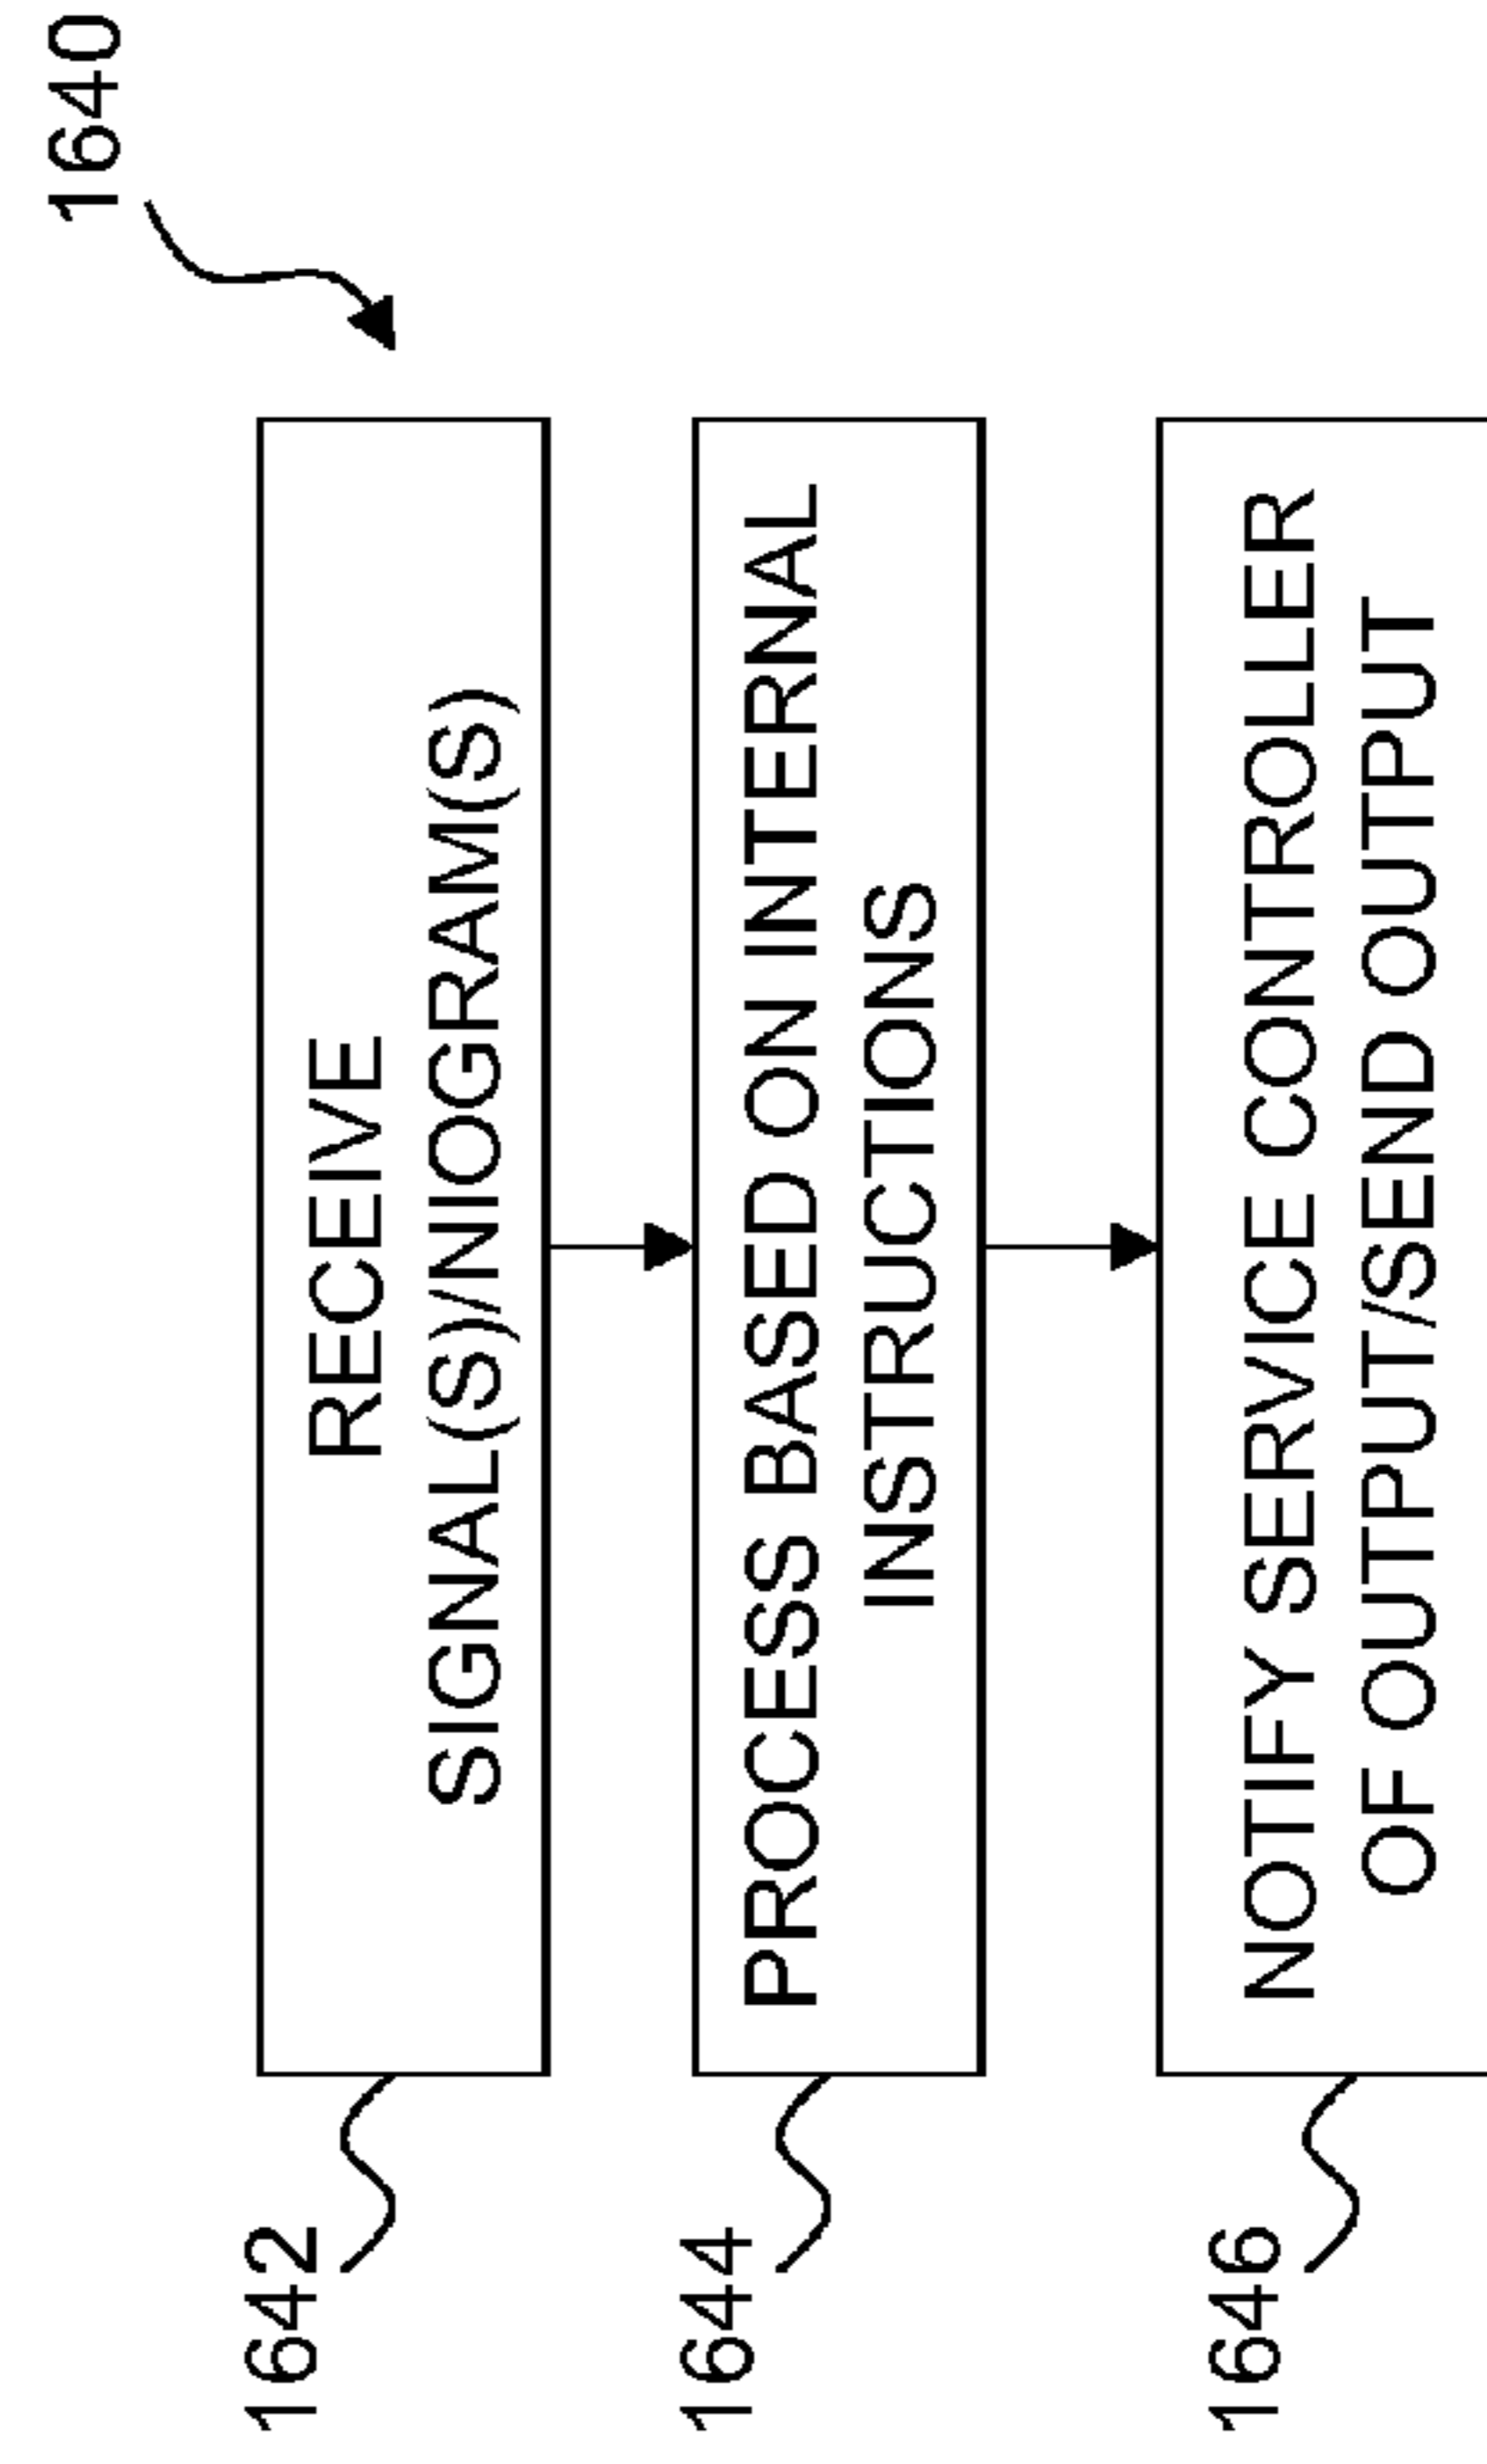 1640
1642
RECEIVE
SIGNAL(S)/NIOGRAM(S)
1644
PROCESS BASED ON INTERNAL
INSTRUCTIONS
1646
NOTIFY SERVICE CONTROLLER
OF OUTPUT/SEND OUTPUT